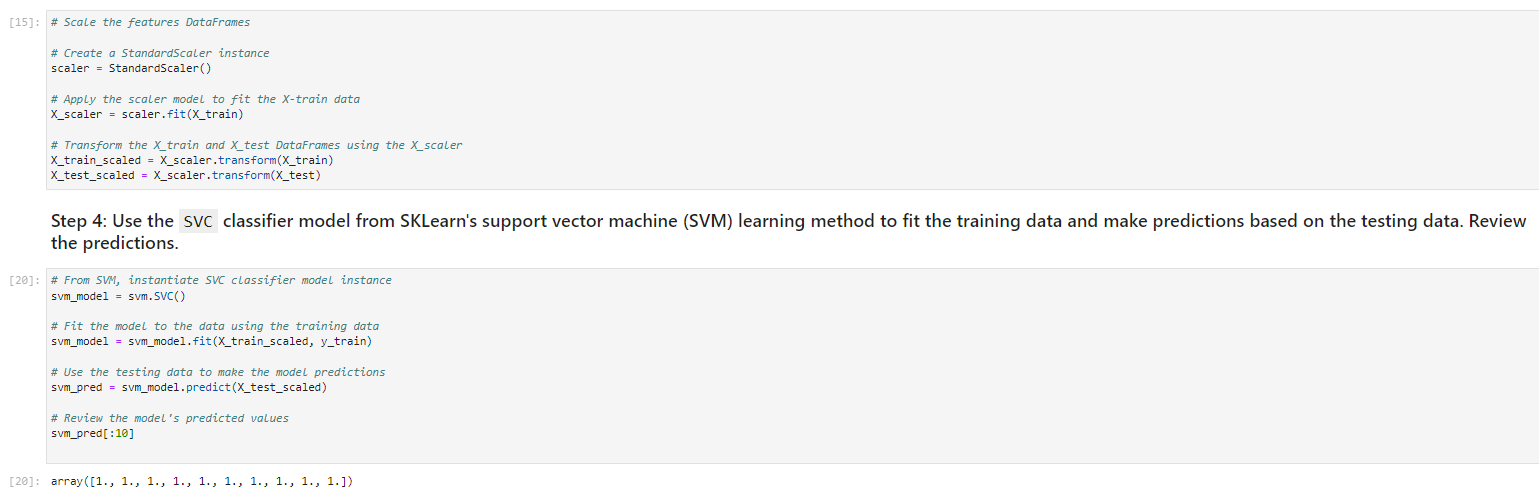 [15]: # Scale the features DataFrames
# Create a StandardScaler instance
scaler = StandardScaler()
# Apply the scaler model to fit the X-train data
X_scaler = scaler.fit(X_train)
# Transform the X_train and X_test DataFrames using the X_scaler
X_train_scaled = X_scaler.transform(X_train)
X_test_scaled = X_scaler.transform(X_test)
Step 4: Use the SVC classifier model from SKLearn's support vector machine (SVM) learning method to fit the training data and make predictions based on the testing data. Review
the predictions.
[20]: # From SVM, instantiate SVC classifier model instance
svm_model = svm.SVC()
# Fit the model to the data using the training data
svm_model = svm_model.fit(X_train_scaled, y_train)
# Use the testing data to make the model predictions
svm_pred = svm_model.predict(X_test_scaled)
# Review the model's predicted values
svm_pred[:10]
[20]: array([1., 1., 1., 1., 1., 1., 1., 1., 1., 1.])